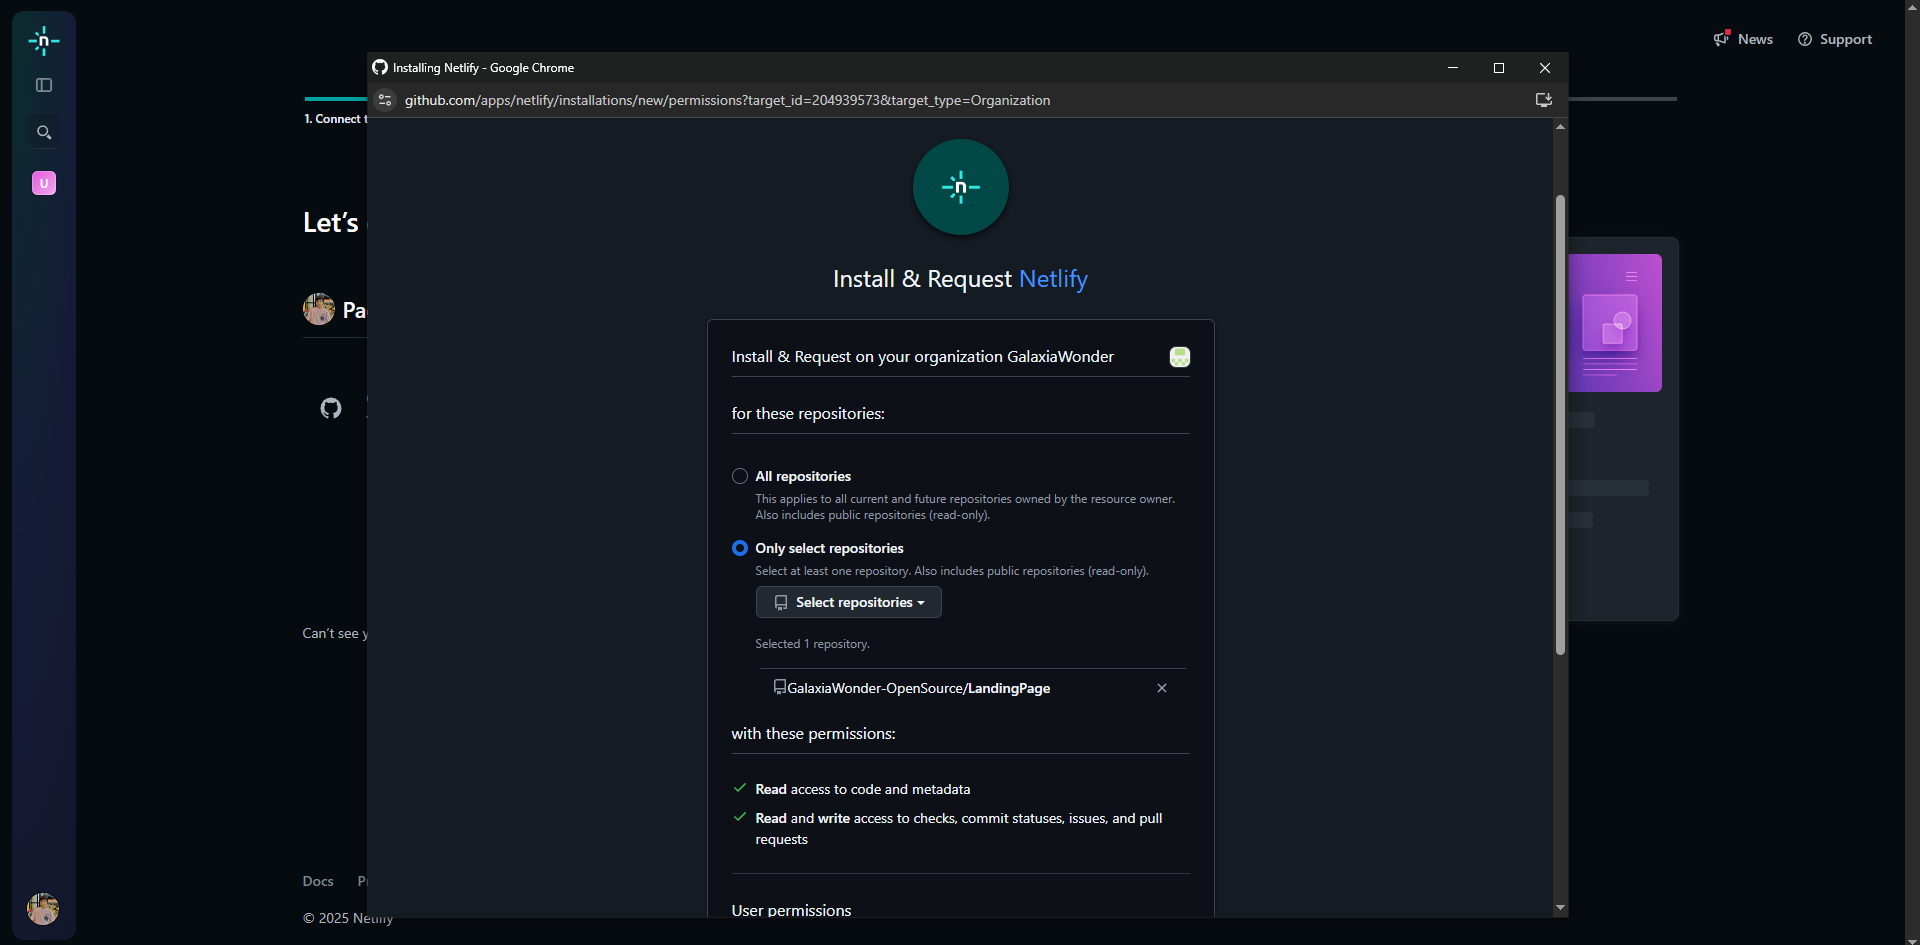 News
Support
Installing Netlify - Google Chrome
github.com/apps/netlify/installations/new/permissions?target_id=204939573&target_type=Organization
1. Connect
U
Let's
n
Install & Request Netlify
Install & Request on your organization GalaxiaWonder
for these repositories:
All repositories
This applies to all current and future repositories owned by the resource owner.
Also includes public repositories (read-only).
Only select repositories
Select at least one repository. Also includes public repositories (read-only).
Select repositories
Can't see
Selected 1 repository.
GalaxiaWonder-OpenSource/LandingPage
with these permissions:
Read access to code and metadata
Read and write access to checks, commit statuses, issues, and pull
requests
Docs
User permissions
© 2025 Netlify